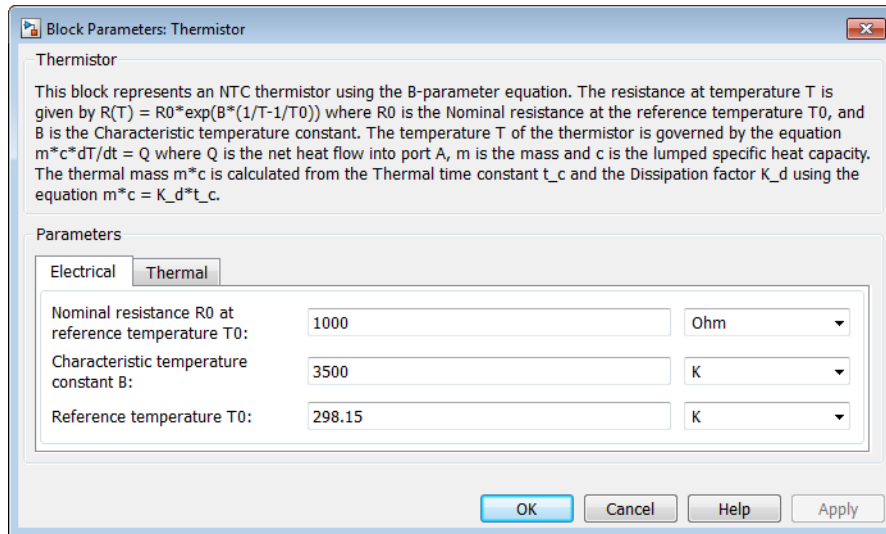 Block Parameters: Thermistor
Thermistor
This block represents an NTC thermistor using the B-parameter equation. The resistance at temperature T is
given by R(T) = R0*exp(B*(1/T-1/T0)) where R0 is the Nominal resistance at the reference temperature T0, and
B is the Characteristic temperature constant. The temperature T of the thermistor is governed by the equation
m*c*dT/dt = Q where Q is the net heat flow into port A, m is the mass and c is the lumped specific heat capacity.
The thermal mass m*c is calculated from the Thermal time constant t_c and the Dissipation factor K_d using the
equation m*c = K_d*t_c.
Parameters
Electrical Thermal
Nominal resistance R0 at
reference temperature T0: 1000 Ohm
Characteristic temperature
constant B: 3500 K
Reference temperature T0: 298.15 K
OK Cancel Help Apply